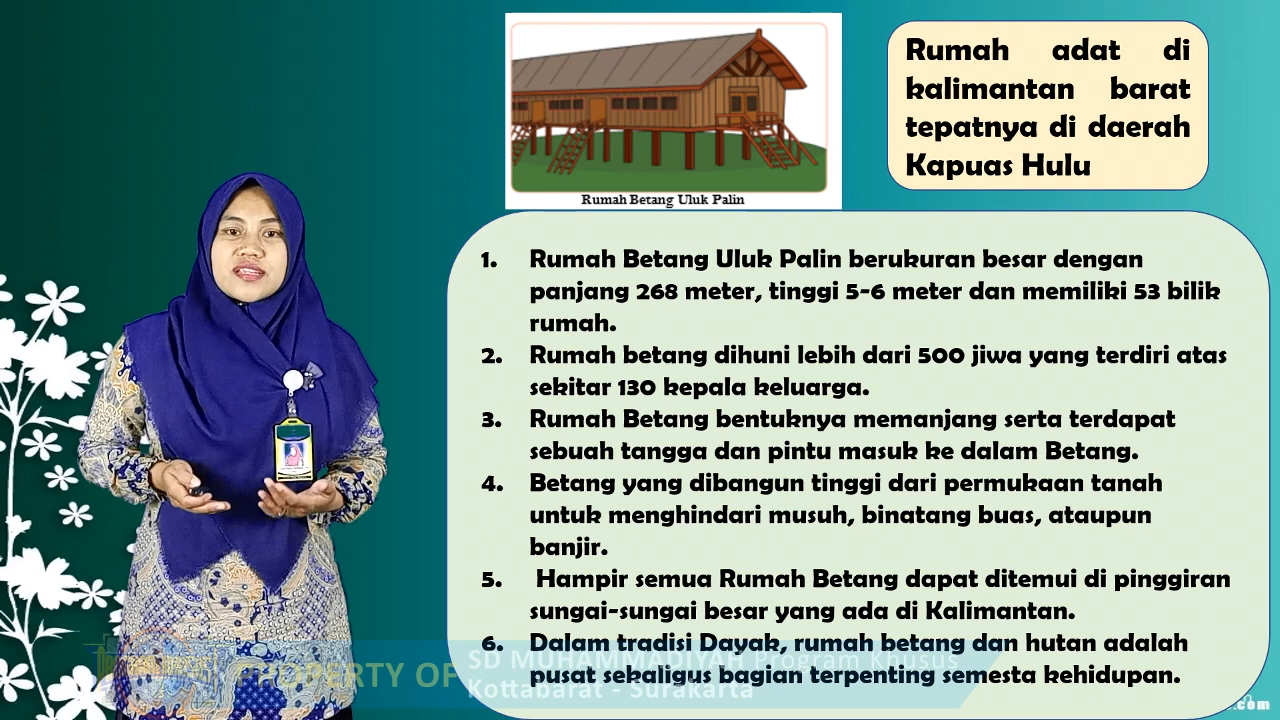 Rumah adat di
kalimantan barat
tepatnya di daerah
Kapuas Hulu
Rumah Betang Uluk Palin
1. Rumah Betang Uluk Palin berukuran besar dengan
panjang 268 meter, tinggi 5-6 meter dan memiliki 53 bilik
rumah.
2. Rumah betang dihuni lebih dari 500 jiwa yang terdiri atas
sekitar 130 kepala keluarga.
3. Rumah Betang bentuknya memanjang serta terdapat
sebuah tangga dan pintu masuk ke dalam Betang.
4. Betang yang dibangun tinggi dari permukaan tanah
untuk menghindari musuh, binatang buas, ataupun
banjir.
5. Hampir semua Rumah Betang dapat ditemui di pinggiran
sungai-sungai besar yang ada di Kalimantan.
6. Dalam tradisi Dayak, rumah betang dan hutan adalah
pusat sekaligus bagian terpenting semesta kehidupan.
PROPERTY OF
SD MUHAMMADIYAH Program Khusus
Kottabarat - Surakarta